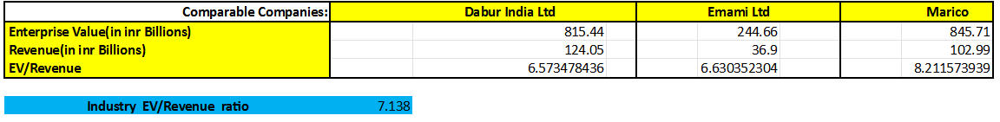 Comparable Companies: Dabur India Ltd Emami Ltd Marico
Enterprise Value(in inr Billions) 815.44 244.66 845.71
Revenue(in inr Billions) 124.05 36.9 102.99
EV/Revenue 6.573478436 6.630352304 8.211573939
Industry EV/Revenue ratio 7.138